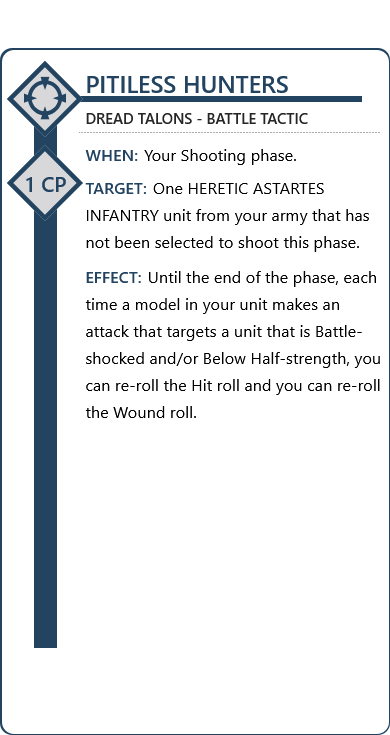 PITILESS HUNTERS
DREAD TALONS - BATTLE TACTIC
WHEN: Your Shooting phase.
1 CP
TARGET: One HERETIC ASTARTES
INFANTRY unit from your army that has
not been selected to shoot this phase.
EFFECT: Until the end of the phase, each
time a model in your unit makes an
attack that targets a unit that is Battle-
shocked and/or Below Half-strength, you
can re-roll the Hit roll and you can re-roll
the Wound roll.